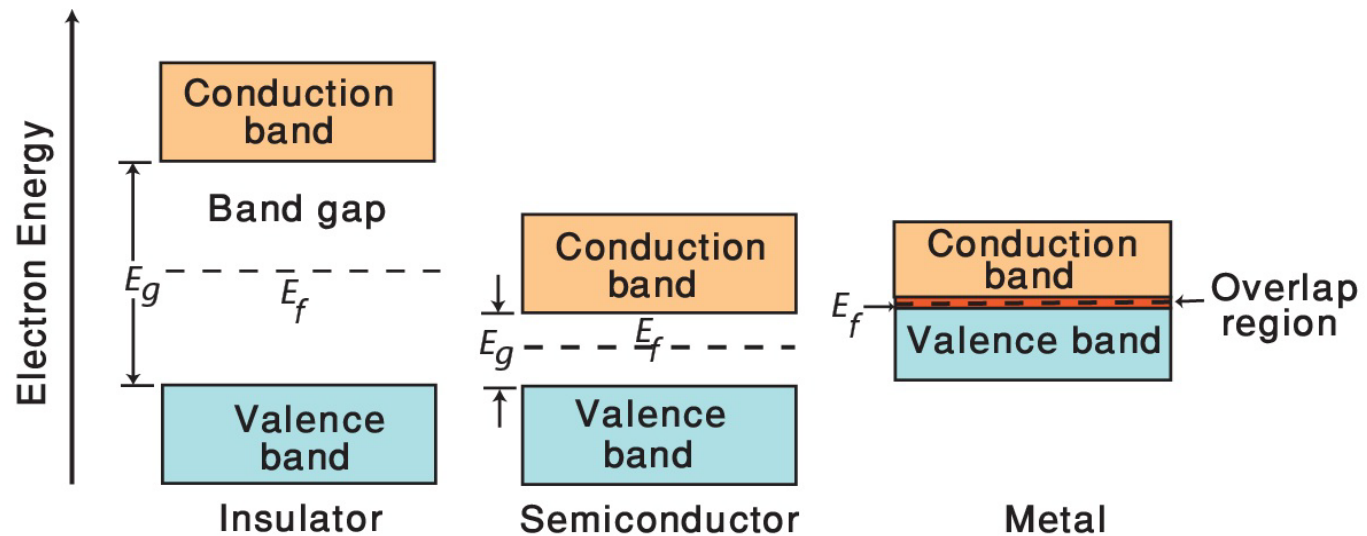 Electron Energy
Conduction
band
Band gap
Eg
Ef
Valence
band
Insulator
Conduction
band
Eg
Ef
Valence
band
Semiconductor
Conduction
band
Ef
Overlap
region
Valence band
Metal